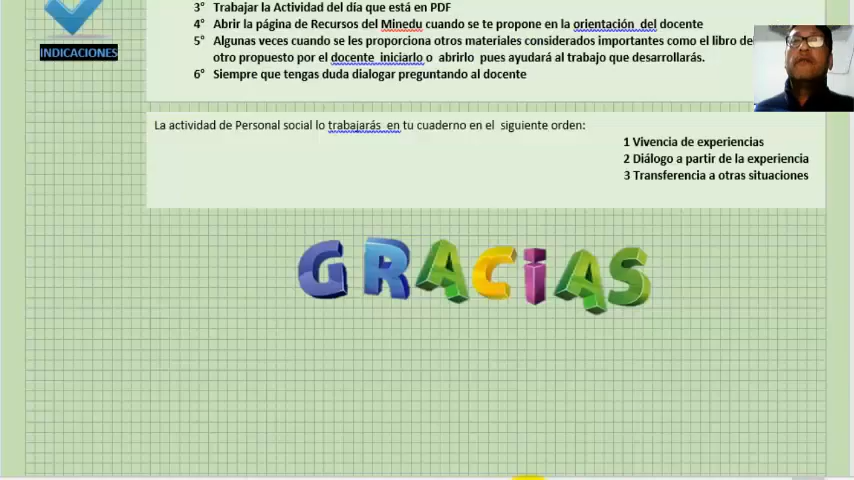 3° Trabajar la Actividad del día que está en PDF
4° Abrir la página de Recursos del Minedu cuando se te propone en la orientación del docente
5° Algunas veces cuando se les proporciona otros materiales considerados importantes como el libro de
otro propuesto por el docente iniciarlo o abrirlo pues ayudará al trabajo que desarrollarás.
INDICACIONES
6° Siempre que tengas duda dialogar preguntando al docente
La actividad de Personal social lo trabajarás en tu cuaderno en el siguiente orden:
1 Vivencia de experiencias
2 Diálogo a partir de la experiencia
3 Transferencia a otras situaciones
GRACiAS